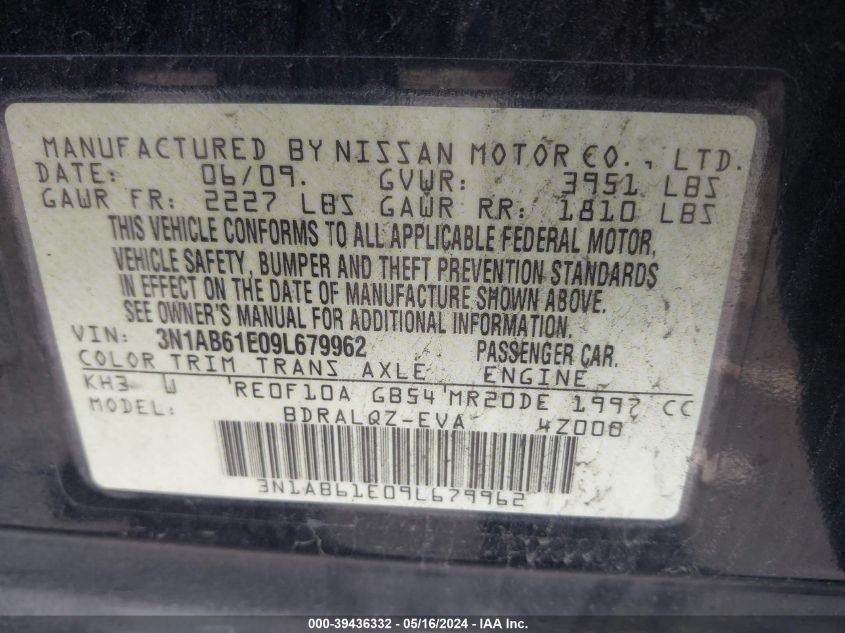 MANUFACTURED BY NISSAN MOTOR CO., LTD.
DATE: 06/09. GVWR: 3951 LBS
GAWR FR: 2227 LBS GAWR RR: 1810 LBS
THIS VEHICLE CONFORMS TO ALL APPLICABLE FEDERAL MOTOR,
VEHICLE SAFETY, BUMPER AND THEFT PREVENTION STANDARDS
IN EFFECT ON THE DATE OF MANUFACTURE SHOWN ABOVE.
SEE OWNER'S MANUAL FOR ADDITIONAL INFORMATION.
VIN: 3N1AB61E09L679962 PASSENGER CAR.
COLOR TRIM TRANS AXLE ENGINE
KH3 W RE0F10A GB54 MR20DE 1997 CC
MODEL: BDRALQZ-EVA 4Z008
3N1AB61E09L679962
000-39436332 - 05/16/2024 - IAA Inc.